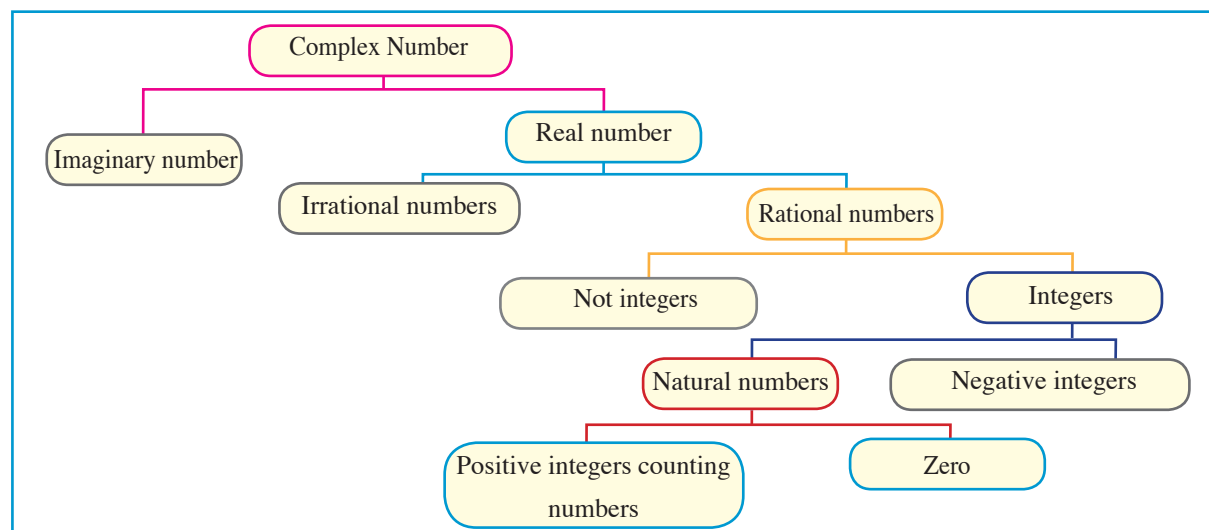 Complex Number
Real number
Imaginary number
Irrational numbers
Rational numbers
Not integers
Integers
Natural numbers
Negative integers
Positive integers counting
numbers
Zero